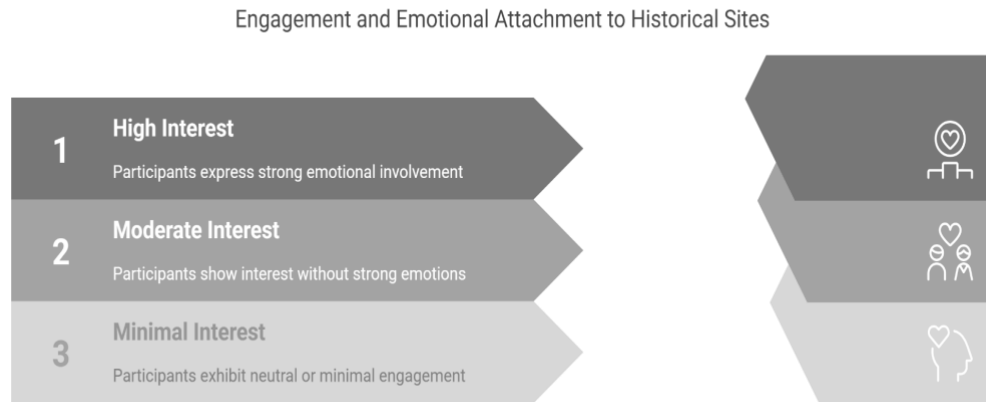 Engagement and Emotional Attachment to Historical Sites
1
High Interest
Participants express strong emotional involvement
2
Moderate Interest
Participants show interest without strong emotions
3
Minimal Interest
Participants exhibit neutral or minimal engagement